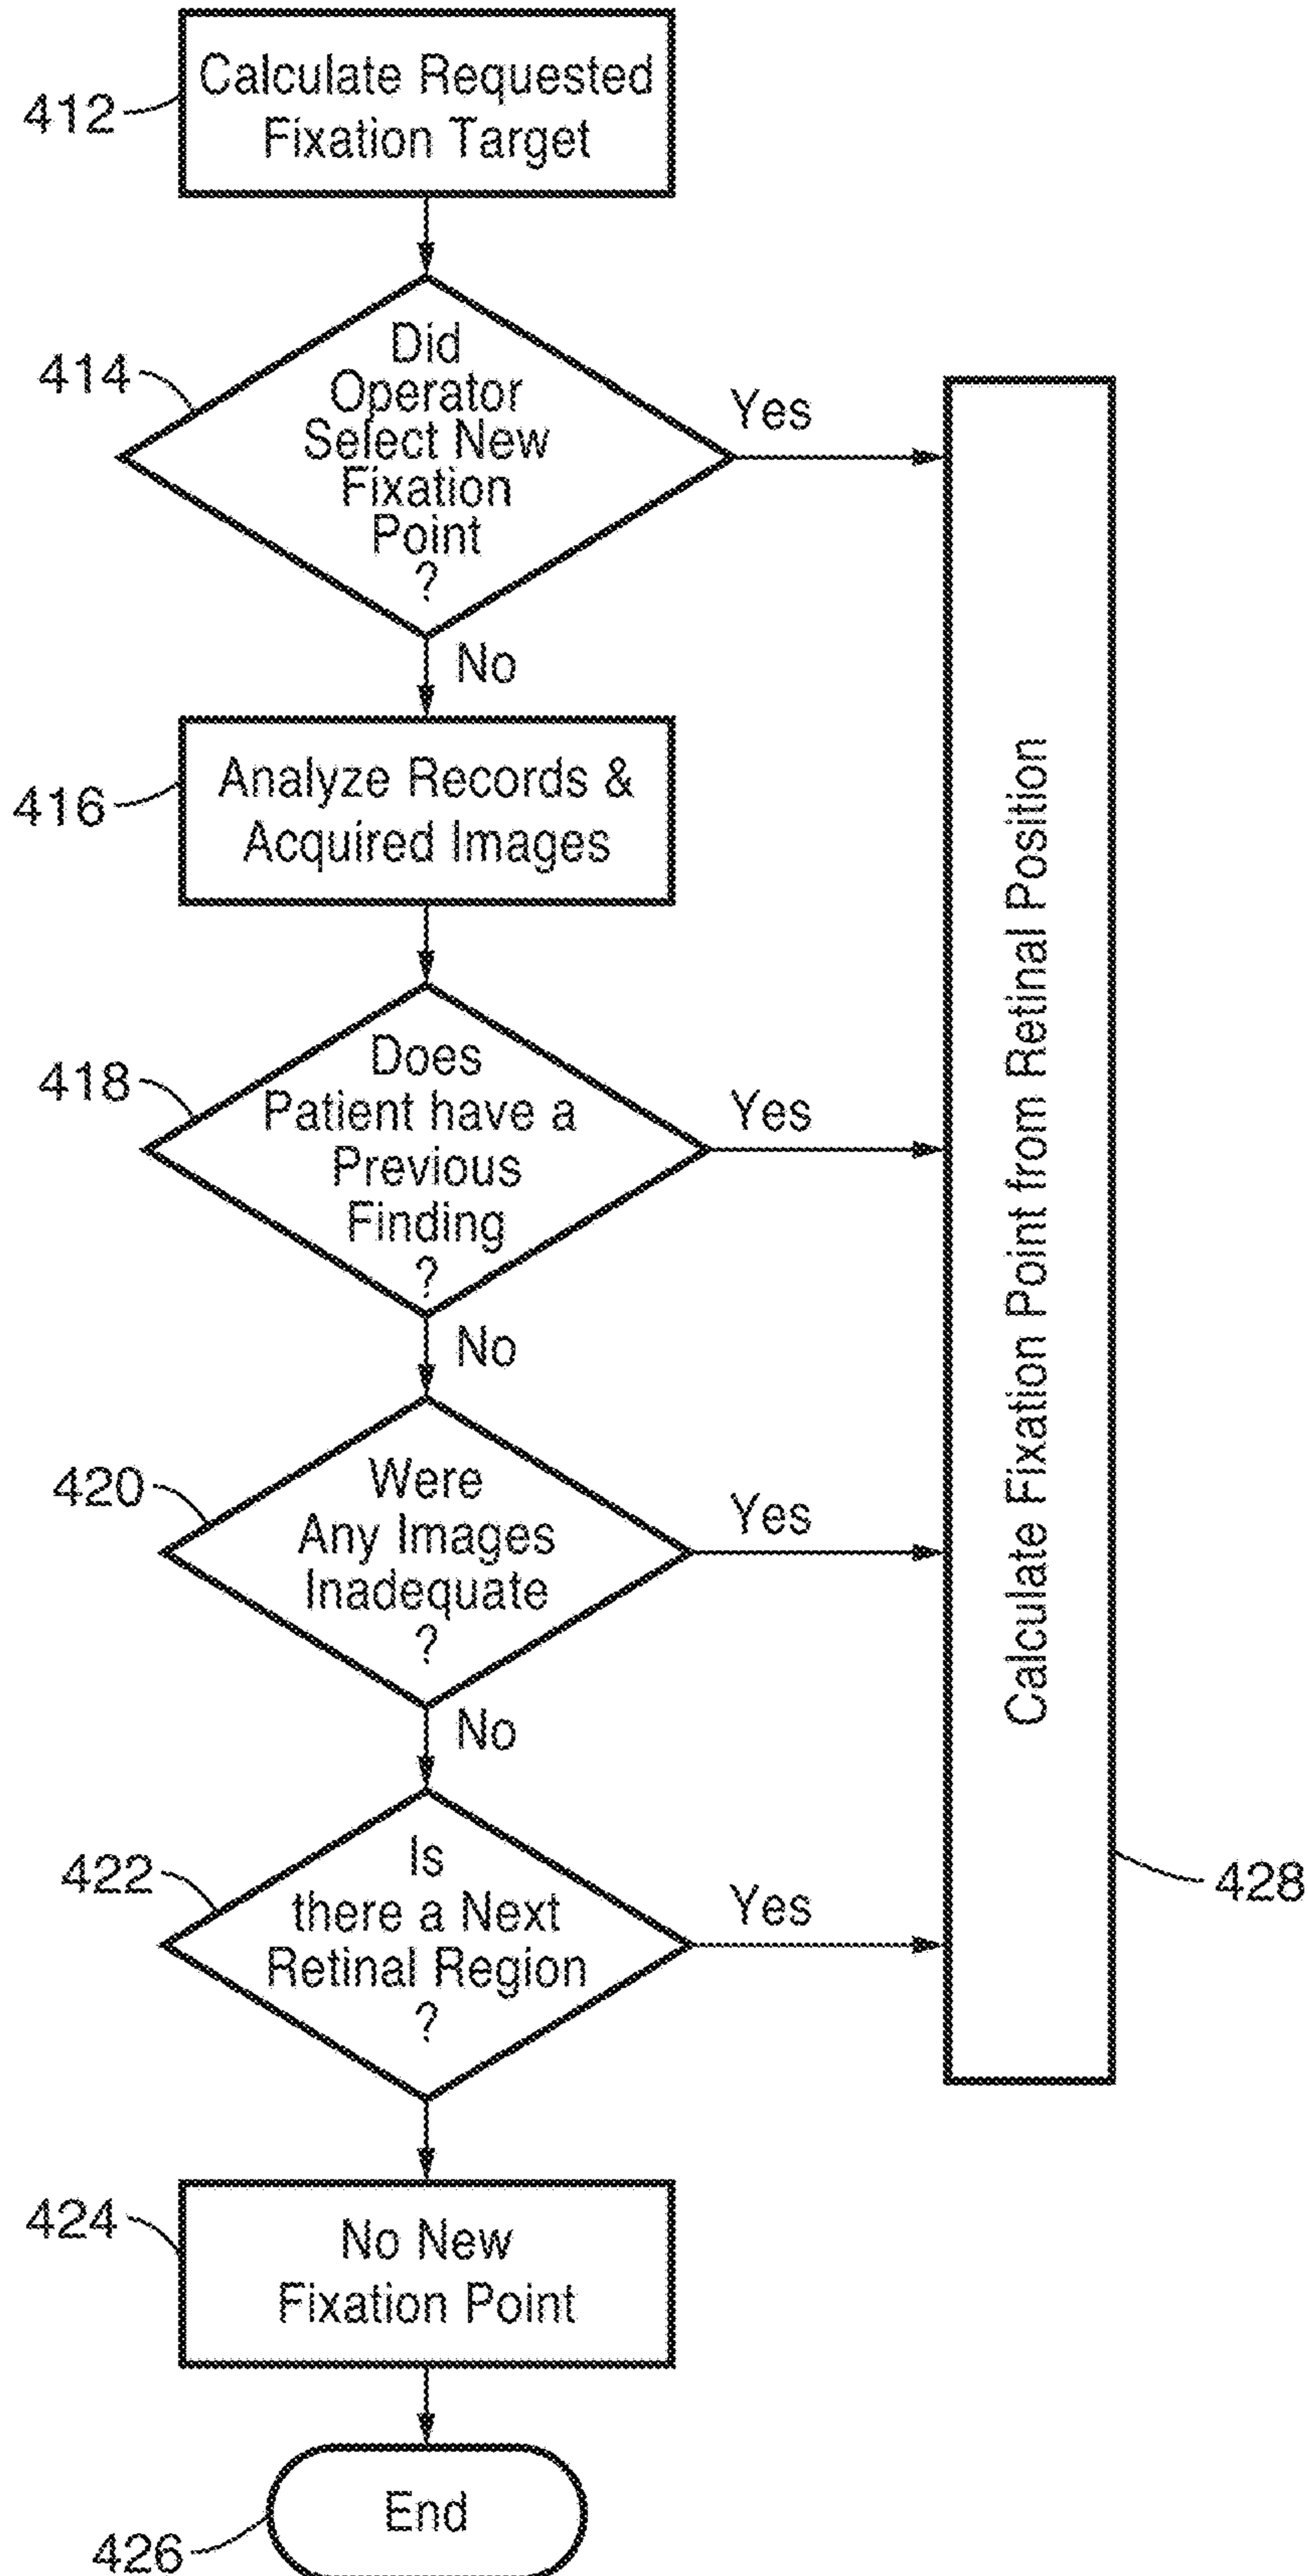 412
Calculate Requested
Fixation Target
414
Did
Operator
Select New
Fixation
Point
?
Yes
No
416
Analyze Records &
Acquired Images
418
Does
Patient have a
Previous
Finding
?
Yes
No
420
Were
Any Images
Inadequate
?
Yes
No
422
Is
there a Next
Retinal Region
?
Yes
Calculate Fixation Point from Retinal Position
428
424
No New
Fixation Point
End
426